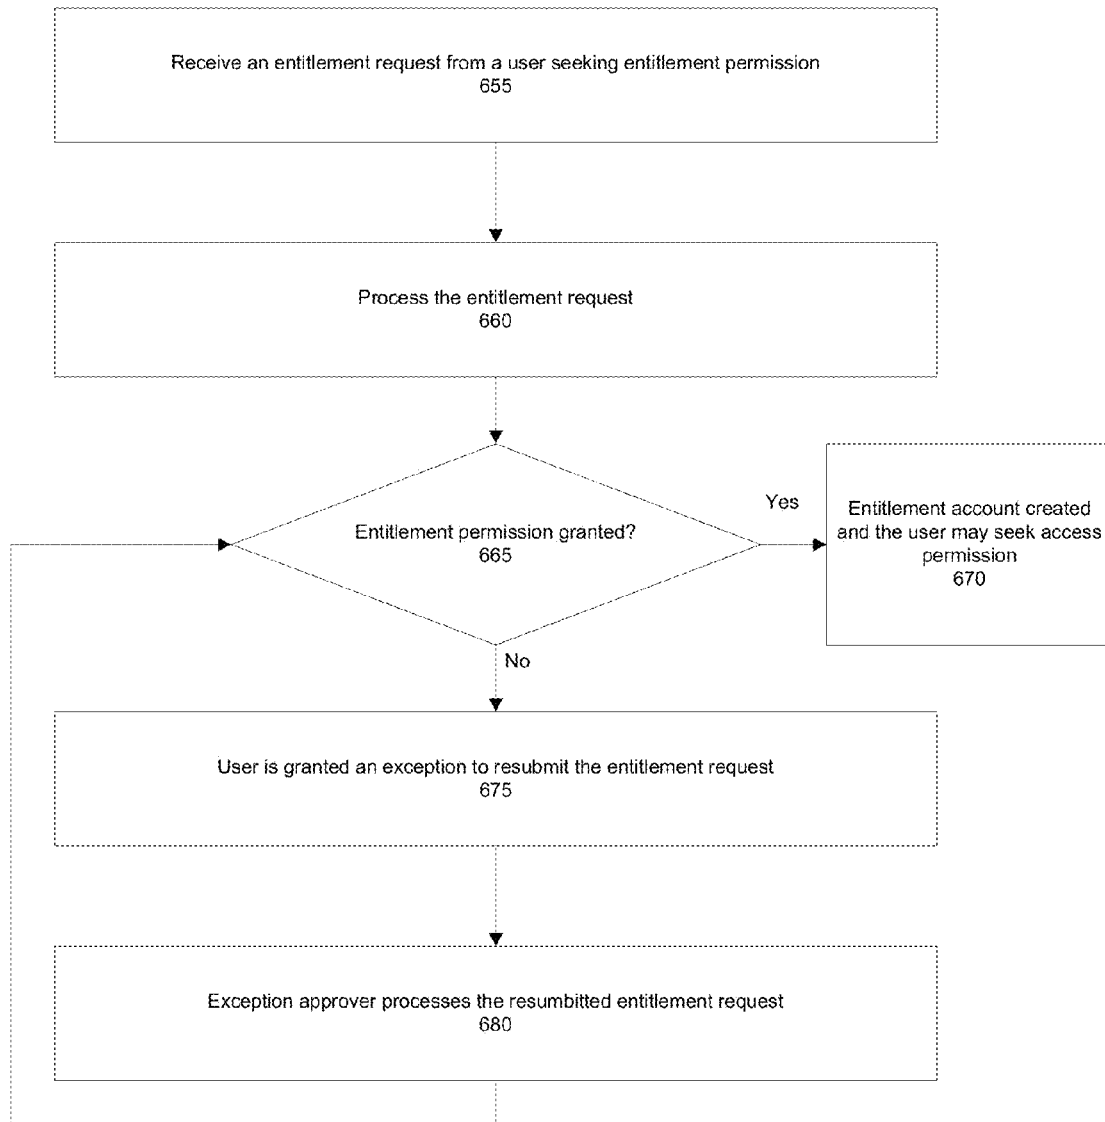 Receive an entitlement request from a user seeking entitlement permission
655
Process the entitlement request
660
Entitlement permission granted?
665
Yes
Entitlement account created
and the user may seek access
permission
670
No
User is granted an exception to resubmit the entitlement request
675
Exception approver processes the resumbitted entitlement request
680